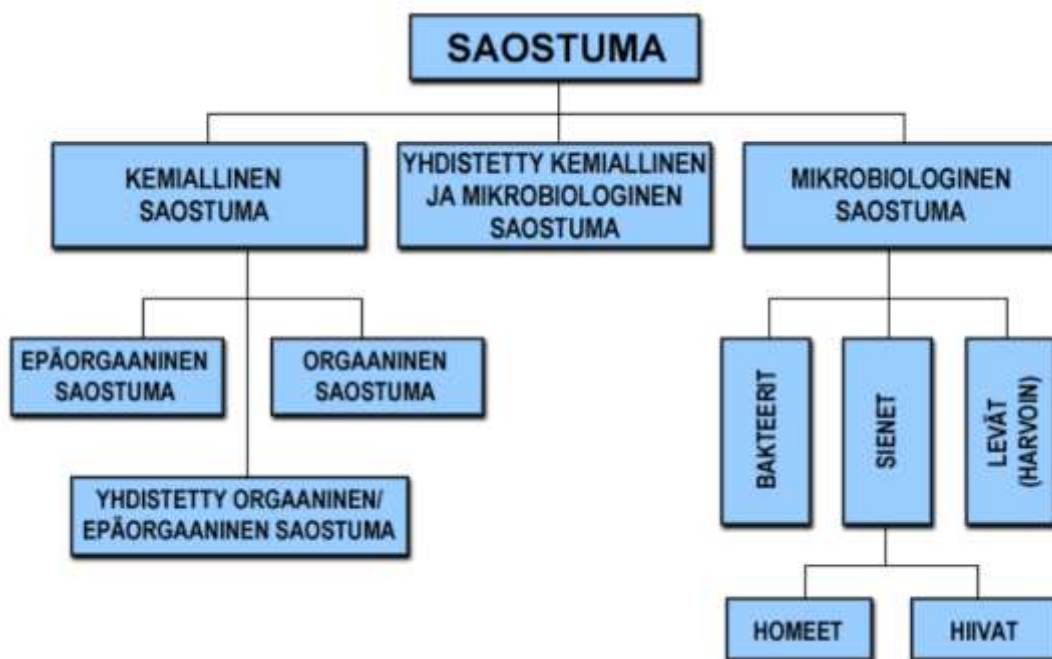 SAOSTUMA
KEMIALLINEN
SAOSTUMA
YHDISTETTY KEMIALLINEN
JA MIKROBIOLOGINEN
SAOSTUMA
MIKROBIOLOGINEN
SAOSTUMA
EPÄORGAANINEN
SAOSTUMA
ORGAANINEN
SAOSTUMA
YHDISTETTY ORGAANINEN/
EPÄORGAANINEN SAOSTUMA
BAKTEERIT
SIENET
LEVÄT
(HARVOIN)
HOMEET
HIIVAT